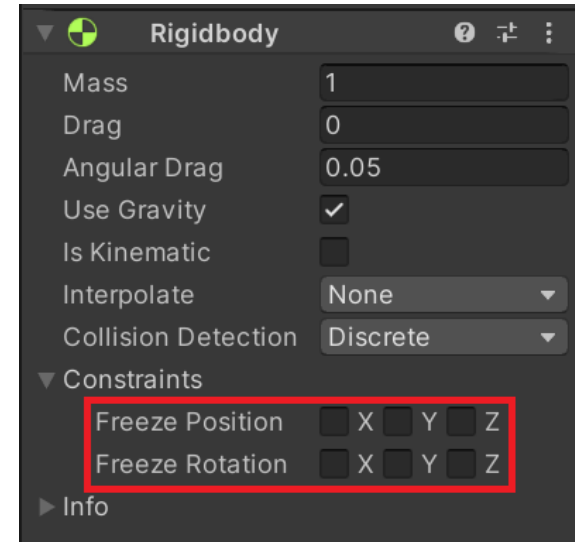 Rigidbody
Mass 1
Drag 0
Angular Drag 0.05
Use Gravity
Is Kinematic
Interpolate None
Collision Detection Discrete
Constraints
Freeze Position X Y Z
Freeze Rotation X Y Z
Info